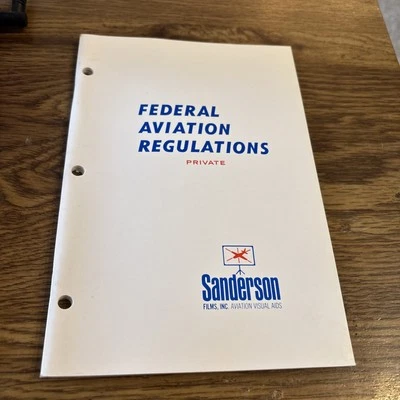 FEDERAL
AVIATION
REGULATIONS
PRIVATE
Sanderson
FILMS, INC. AVIATION VISUAL AIDS